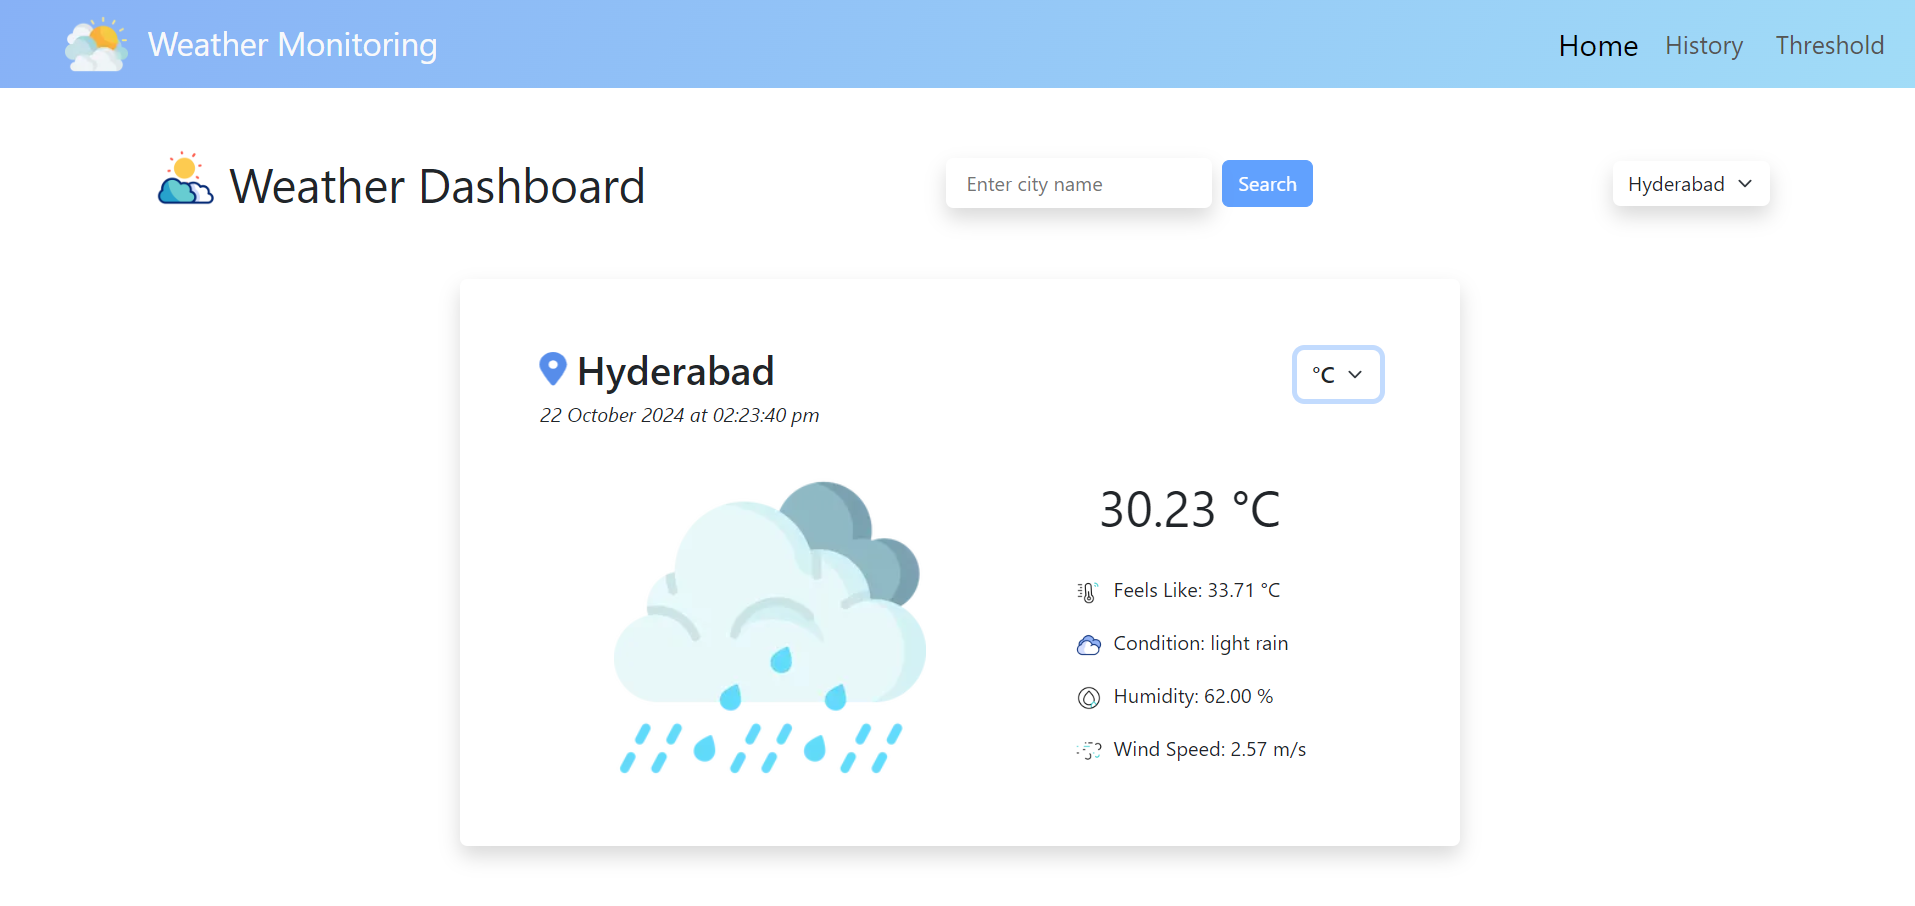 Weather Monitoring
Home History Threshold
Weather Dashboard
Enter city name
Search
Hyderabad
Hyderabad
°C
22 October 2024 at 02:23:40 pm
30.23 °C
Feels Like: 33.71 °C
Condition: light rain
Humidity: 62.00 %
Wind Speed: 2.57 m/s